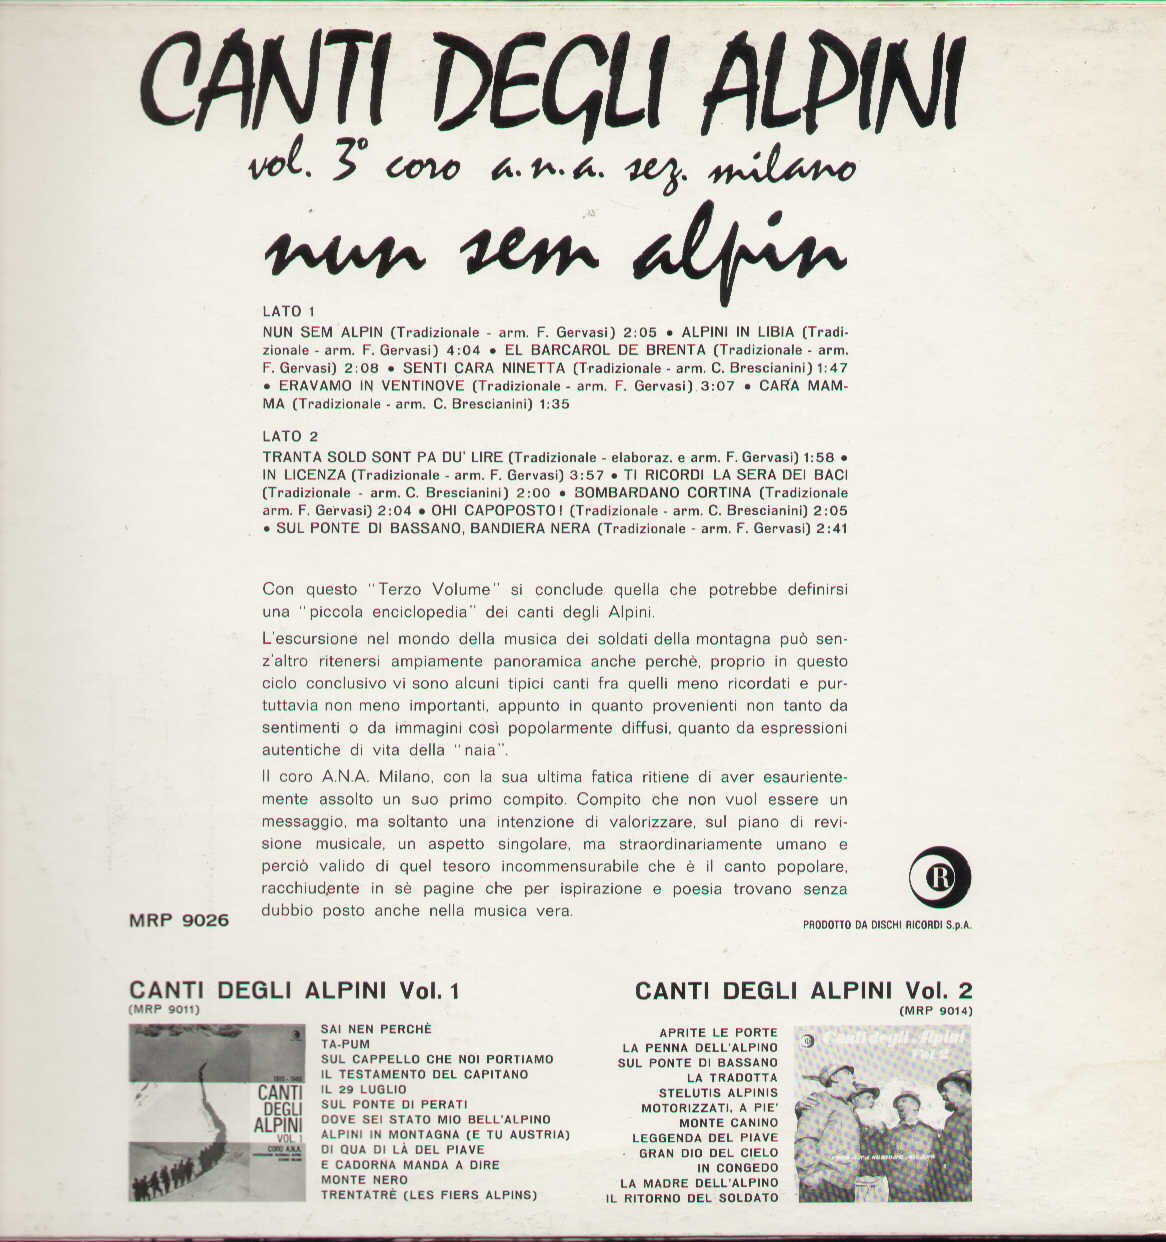 CANTI DEGLI ALPINI
vol. 3° coro a.n.a. sez. milano
nun sem alpin
LATO 1
NUN SEM ALPIN (Tradizionale - arm. F. Gervasi) 2:05 • ALPINI IN LIBIA (Tradi-
zionale - arm. F. Gervasi) 4:04 • EL BARCAROL DE BRENTA (Tradizionale - arm.
F. Gervasi) 2:08 • SENTI CARA NINETTA (Tradizionale - arm. C. Brescianini) 1:47
• ERAVAMO IN VENTINOVE (Tradizionale - arm. F. Gervasi) 3:07 • CARA MAM-
MA (Tradizionale - arm. C. Brescianini) 1:35
LATO 2
TRANTA SOLD SONT PA DU' LIRE (Tradizionale - elaboraz. e arm. F. Gervasi) 1:58 •
IN LICENZA (Tradizionale - arm. F. Gervasi) 3:57 • TI RICORDI LA SERA DEI BACI
(Tradizionale - arm. C. Brescianini) 2:00 • BOMBARDANO CORTINA (Tradizionale
arm. F. Gervasi) 2:04 • OHI CAPOPOSTO! (Tradizionale - arm. C. Brescianini) 2:05
• SUL PONTE DI BASSANO, BANDIERA NERA (Tradizionale - arm. F. Gervasi) 2:41
Con questo "Terzo Volume" si conclude quella che potrebbe definirsi
una "piccola enciclopedia" dei canti degli Alpini.
L'escursione nel mondo della musica dei soldati della montagna può sen-
z'altro ritenersi ampiamente panoramica anche perchè, proprio in questo
ciclo conclusivo vi sono alcuni tipici canti fra quelli meno ricordati e pur-
tuttavia non meno importanti, appunto in quanto provenienti non tanto da
sentimenti o da immagini così popolarmente diffusi, quanto da espressioni
autentiche di vita della "naia".
Il coro A.N.A. Milano, con la sua ultima fatica ritiene di aver esauriente-
mente assolto un suo primo compito. Compito che non vuol essere un
messaggio, ma soltanto una intenzione di valorizzare, sul piano di revi-
sione musicale, un aspetto singolare, ma straordinariamente umano e
perciò valido di quel tesoro incommensurabile che è il canto popolare,
racchiudente in sè pagine che per ispirazione e poesia trovano senza
dubbio posto anche nella musica vera.
R
MRP 9026
PRODOTTO DA DISCHI RICORDI S.p.A.
CANTI DEGLI ALPINI Vol. 1
(MRP 9011)
CANTI
DEGLI
ALPINI
VOL. 1
CORO A.N.A.
SAI NEN PERCHÈ
TA-PUM
SUL CAPPELLO CHE NOI PORTIAMO
IL TESTAMENTO DEL CAPITANO
IL 29 LUGLIO
SUL PONTE DI PERATI
DOVE SEI STATO MIO BELL'ALPINO
ALPINI IN MONTAGNA (E TU AUSTRIA)
DI QUA DI LÀ DEL PIAVE
E CADORNA MANDA A DIRE
MONTE NERO
TRENTATRÈ (LES FIERS ALPINS)
CANTI DEGLI ALPINI Vol. 2
(MRP 9014)
APRITE LE PORTE
LA PENNA DELL'ALPINO
SUL PONTE DI BASSANO
LA TRADOTTA
STELUTIS ALPINIS
MOTORIZZATI, A PIE'
MONTE CANINO
LEGGENDA DEL PIAVE
GRAN DIO DEL CIELO
IN CONGEDO
LA MADRE DELL'ALPINO
IL RITORNO DEL SOLDATO
Canti degli Alpini
Vol 2